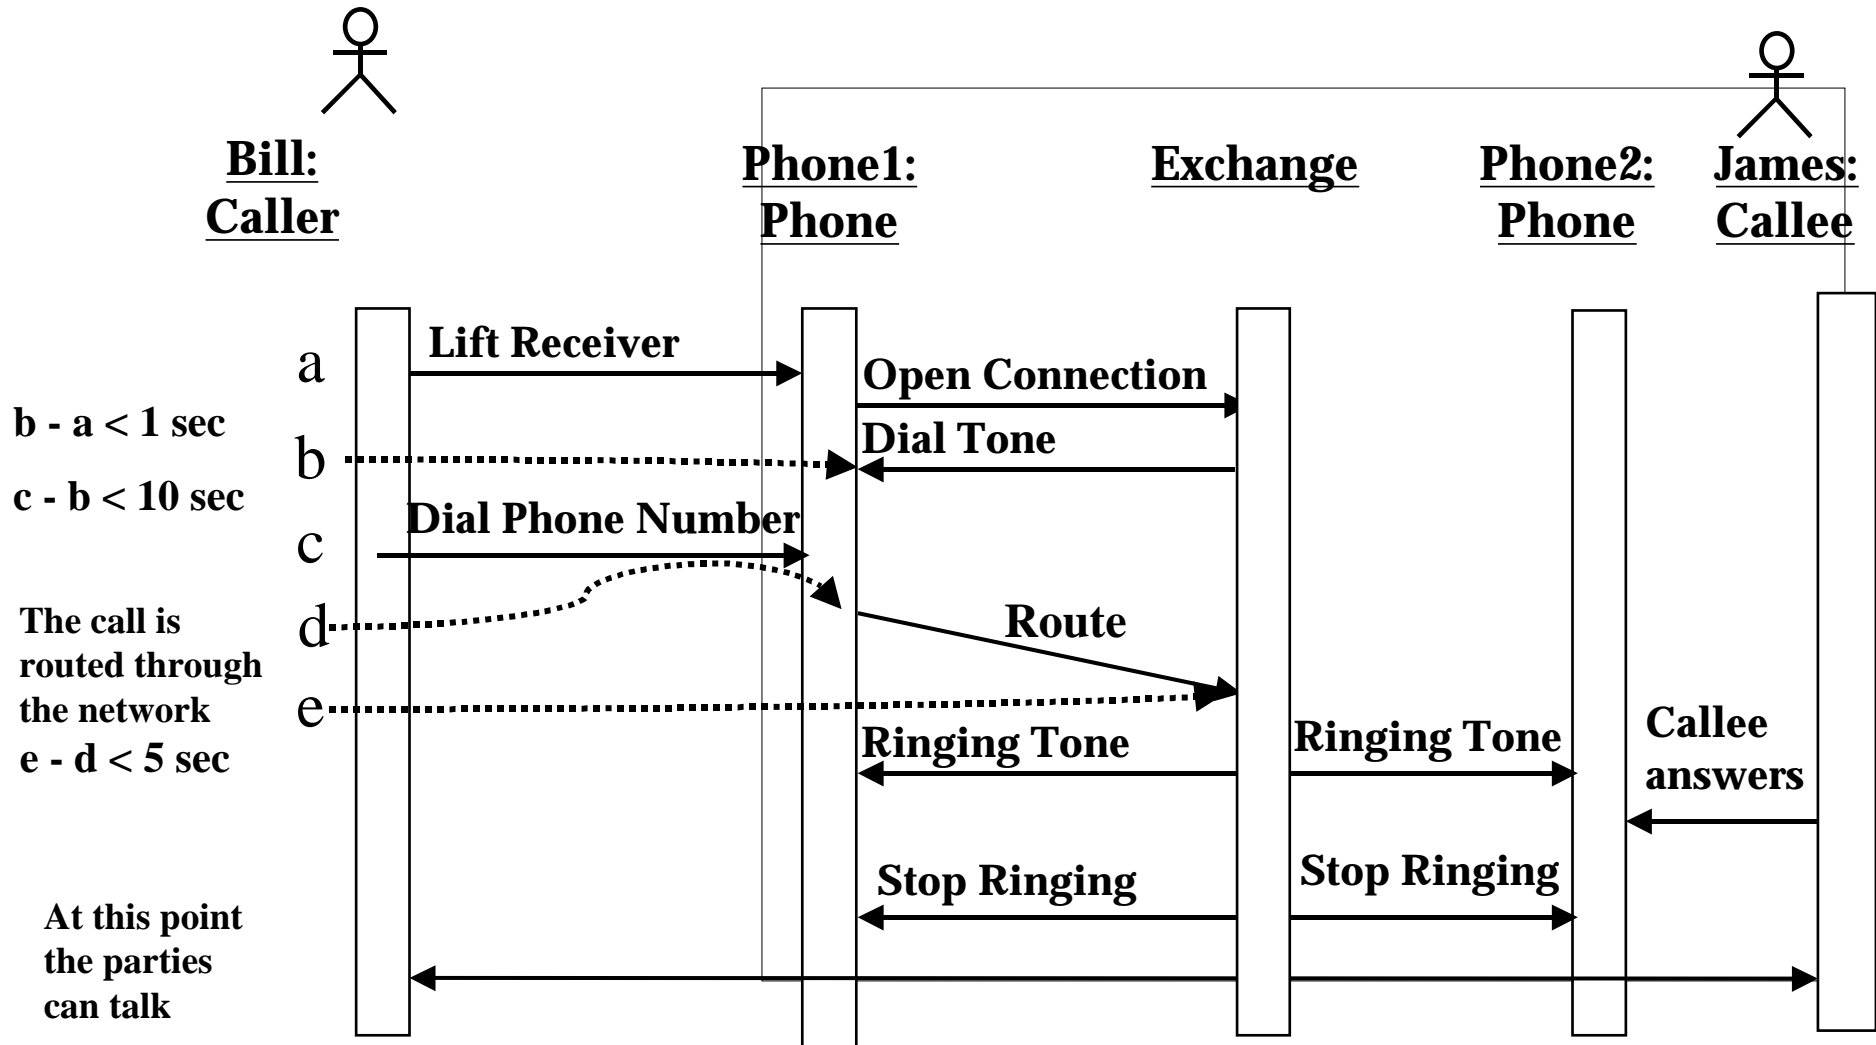 Bill:
Caller
Phone1:
Phone
Exchange
Phone2:
Phone
James:
Callee
a
Lift Receiver
Open Connection
b - a < 1 sec
b
Dial Tone
c - b < 10 sec
Dial Phone Number
c
The call is
routed through
the network
e - d < 5 sec
d
Route
e
Ringing Tone
Ringing Tone
Callee
answers
Stop Ringing
Stop Ringing
At this point
the parties
can talk